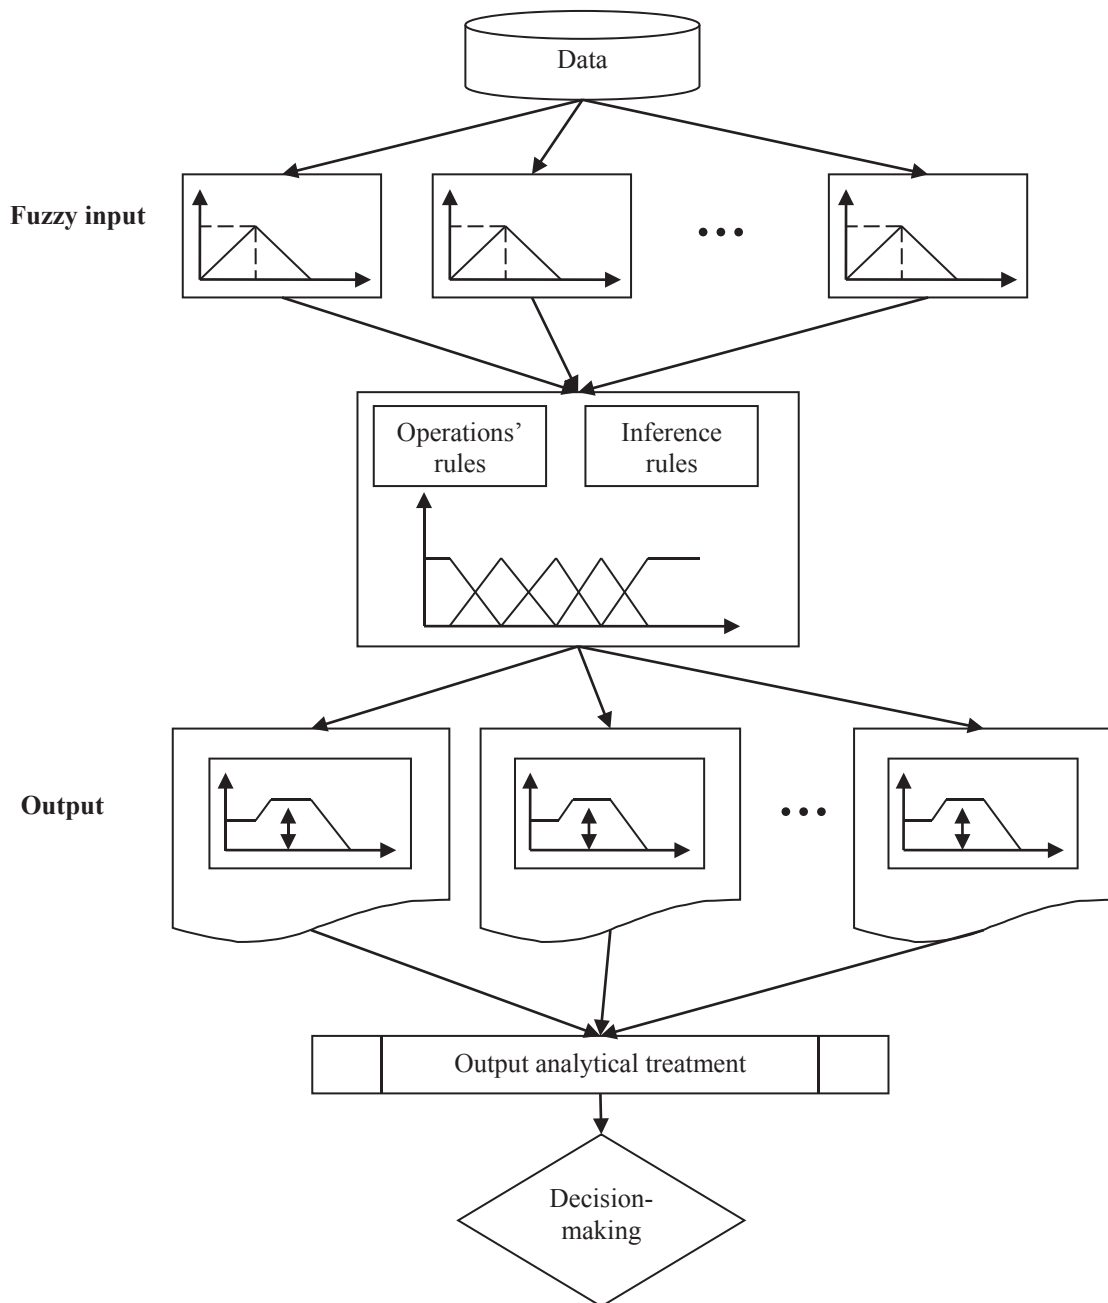 Data
Fuzzy input
Operations’
rules
Inference
rules
Output
Output analytical treatment
Decision-
making